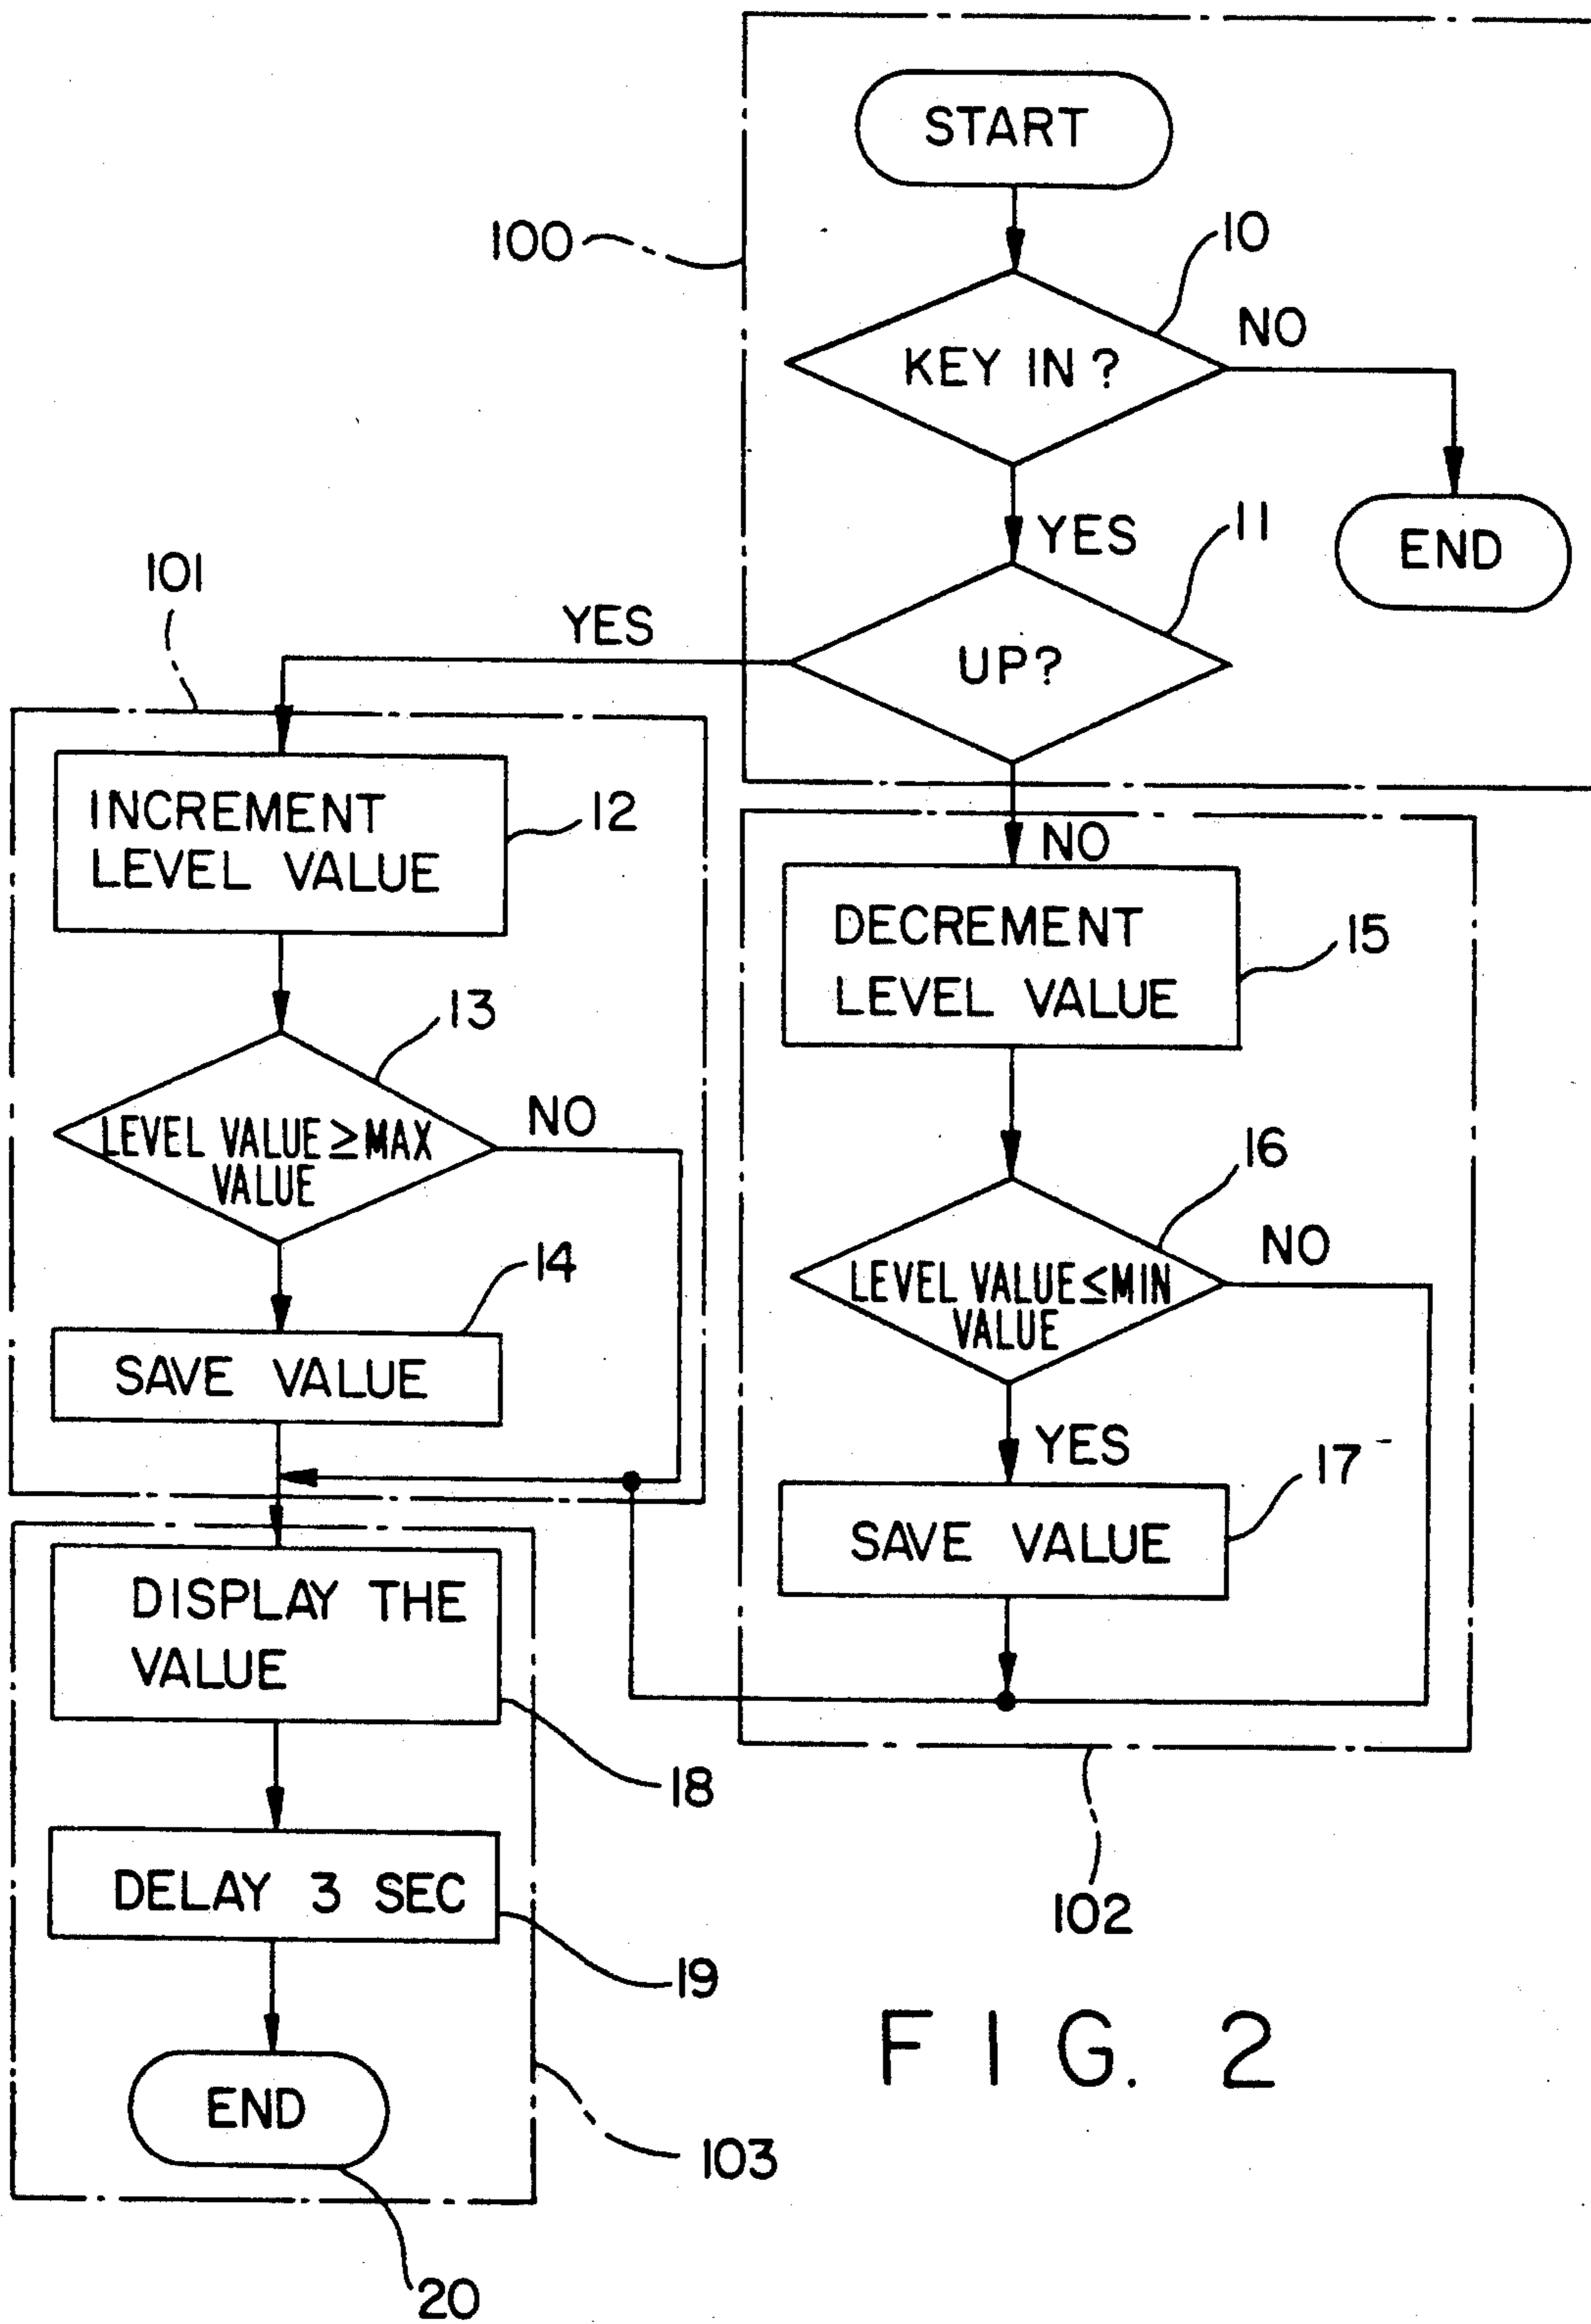 START
100
10
KEY IN?
NO
YES
11
END
101
YES
UP?
INCREMENT
LEVEL VALUE
12
NO
DECREMENT
LEVEL VALUE
15
13
LEVEL VALUE≥MAX
VALUE
NO
16
LEVEL VALUE≤MIN
VALUE
NO
14
SAVE VALUE
YES
17
SAVE VALUE
DISPLAY THE
VALUE
18
DELAY 3 SEC
19
102
END
103
20
FIG. 2